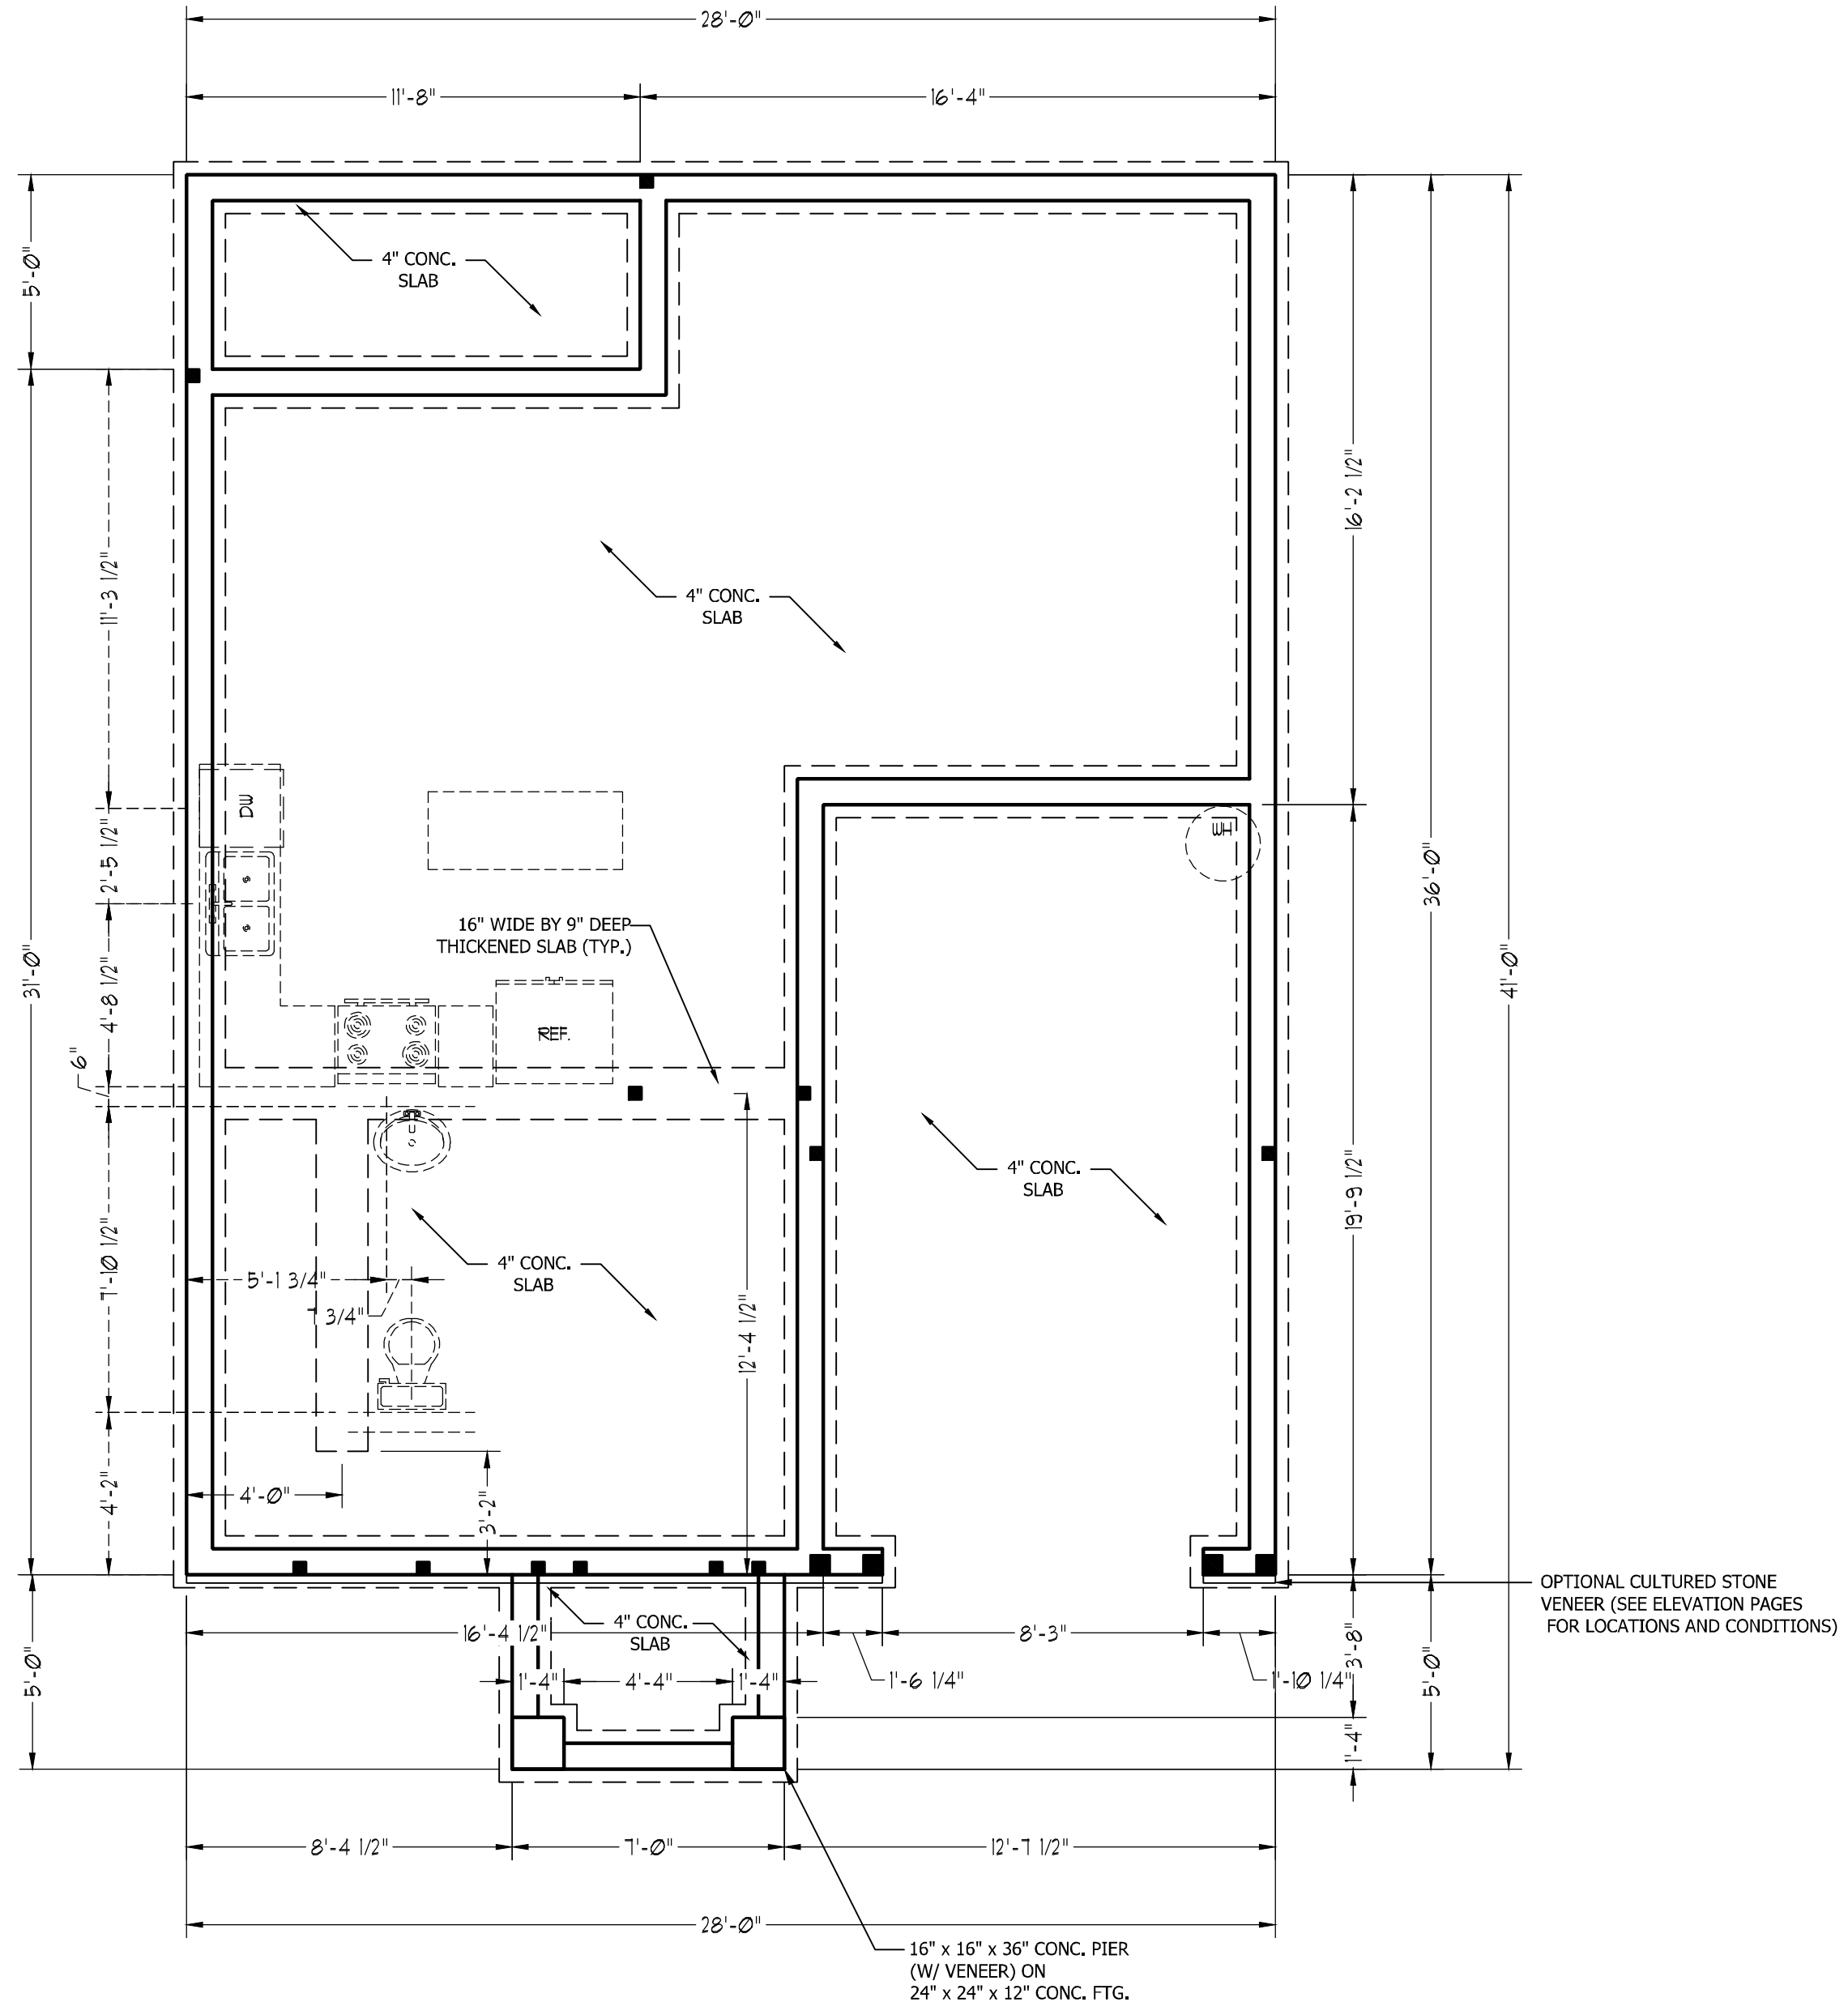 28'-0"
11'-8"
16'-4"
4" CONC.
SLAB
5'-0"
16'-2 1/2"
11'-3 1/2"
4" CONC.
SLAB
DW
WH
2'-5 1/2"
36'-0"
16" WIDE BY 9" DEEP
THICKENED SLAB (TYP.)
31'-0"
41'-0"
4'-8 1/2"
REF.
6"
4" CONC.
SLAB
19'-9 1/2"
7'-10 1/2"
4" CONC.
SLAB
5'-1 3/4"
7 3/4"
12'-4 1/2"
4'-2"
4'-0"
3'-2"
OPTIONAL CULTURED STONE
VENEER (SEE ELEVATION PAGES
FOR LOCATIONS AND CONDITIONS)
4" CONC.
SLAB
16'-4 1/2"
8'-3"
3'-8"
5'-0"
5'-0"
1'-4"
4'-4"
1'-4"
1'-6 1/4"
1'-10 1/4"
1'-4"
8'-4 1/2"
7'-0"
12'-7 1/2"
28'-0"
16" x 16" x 36" CONC. PIER
(W/ VENEER) ON
24" x 24" x 12" CONC. FTG.